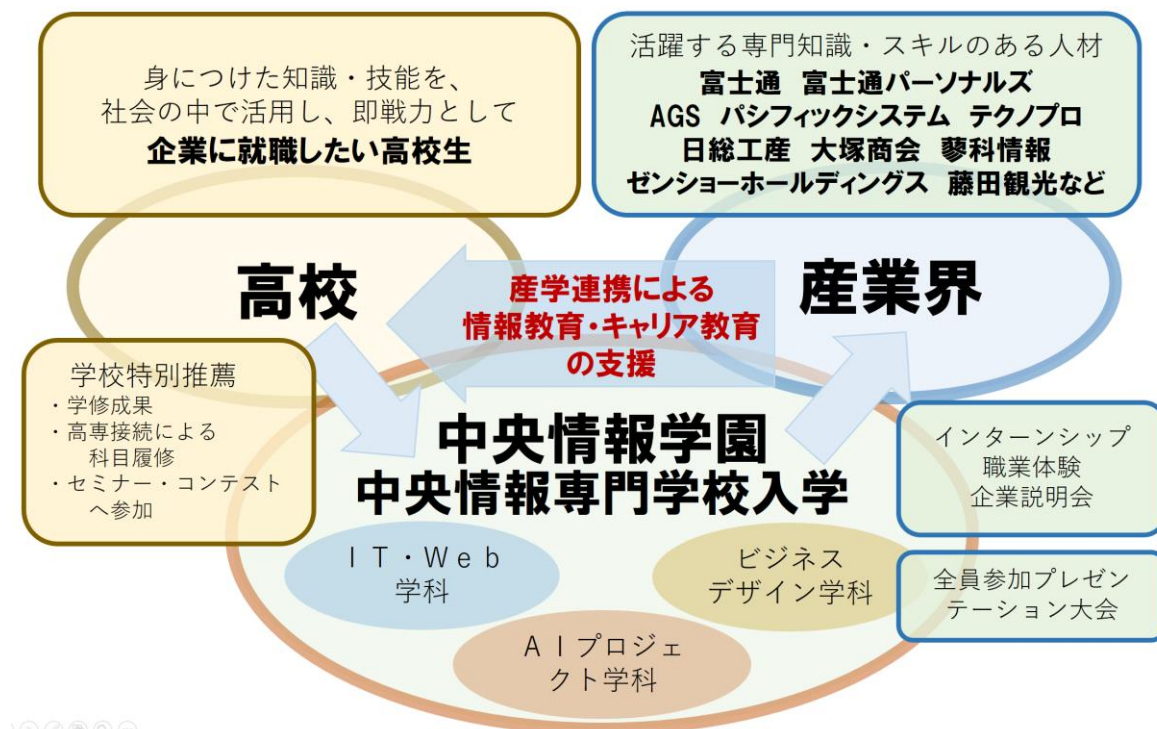 身につけた知識・技能を、
社会の中で活用し、即戦力として
企業に就職したい高校生
活躍する専門知識・スキルのある人材
富士通 富士通パーソナルズ
AGS パシフィックシステム テクノプロ
日総工産 大塚商会 蓼科情報
ゼンショーホールディングス 藤田観光など
高校
産学連携による
情報教育・キャリア教育
の支援
産業界
学校特別推薦
・学修成果
・高専接続による
科目履修
・セミナー・コンテスト
へ参加
中央情報学園
中央情報専門学校入学
インターンシップ
職業体験
企業説明会
ＩＴ・Ｗｅｂ
学科
ビジネス
デザイン学科
ＡＩプロジェ
クト学科
全員参加プレゼン
テーション大会